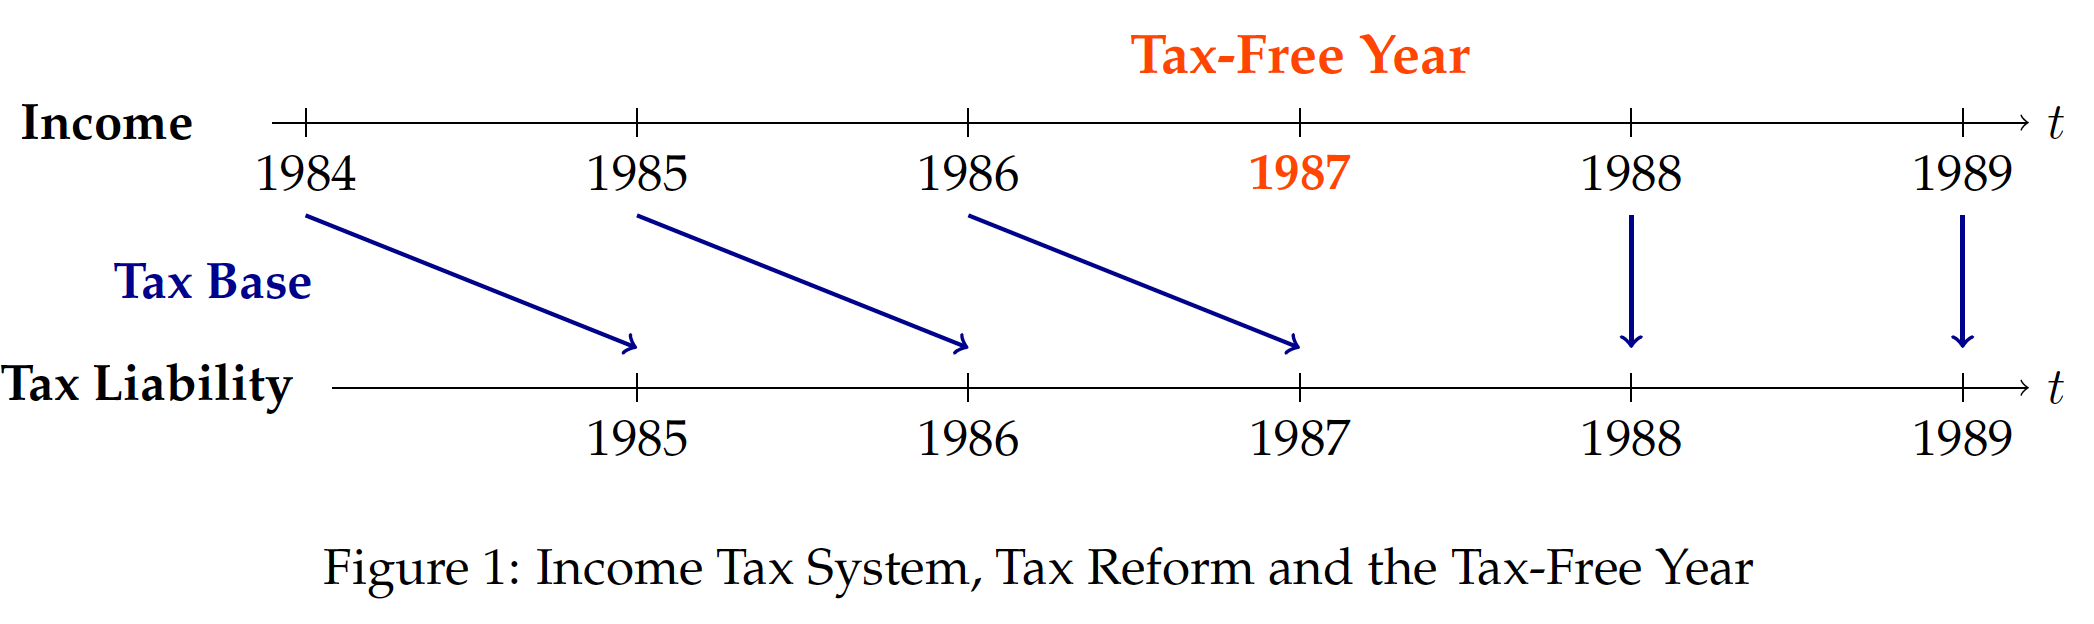 Tax-Free Year
Income
t
1984 1985 1986 1987 1988 1989
Tax Base
Tax Liability
t
1985 1986 1987 1988 1989
Figure 1: Income Tax System, Tax Reform and the Tax-Free Year